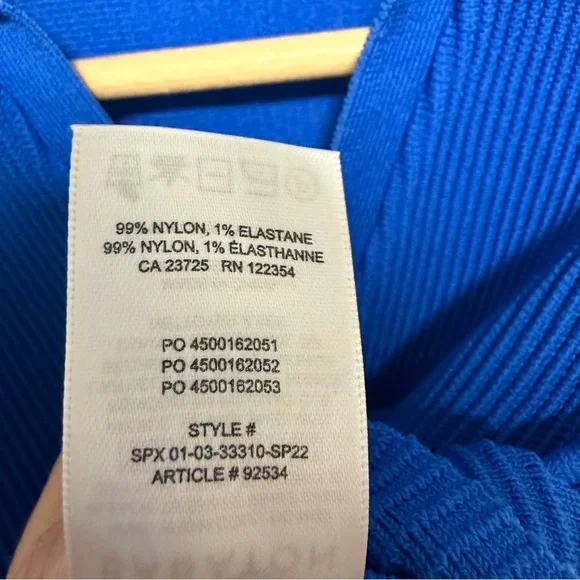 99% NYLON, 1% ELASTANE
99% NYLON, 1% ÉLASTHANNE
CA 23725 RN 122354
PO 4500162051
PO 4500162052
PO 4500162053
STYLE #
SPX 01-03-33310-SP22
ARTICLE # 92534